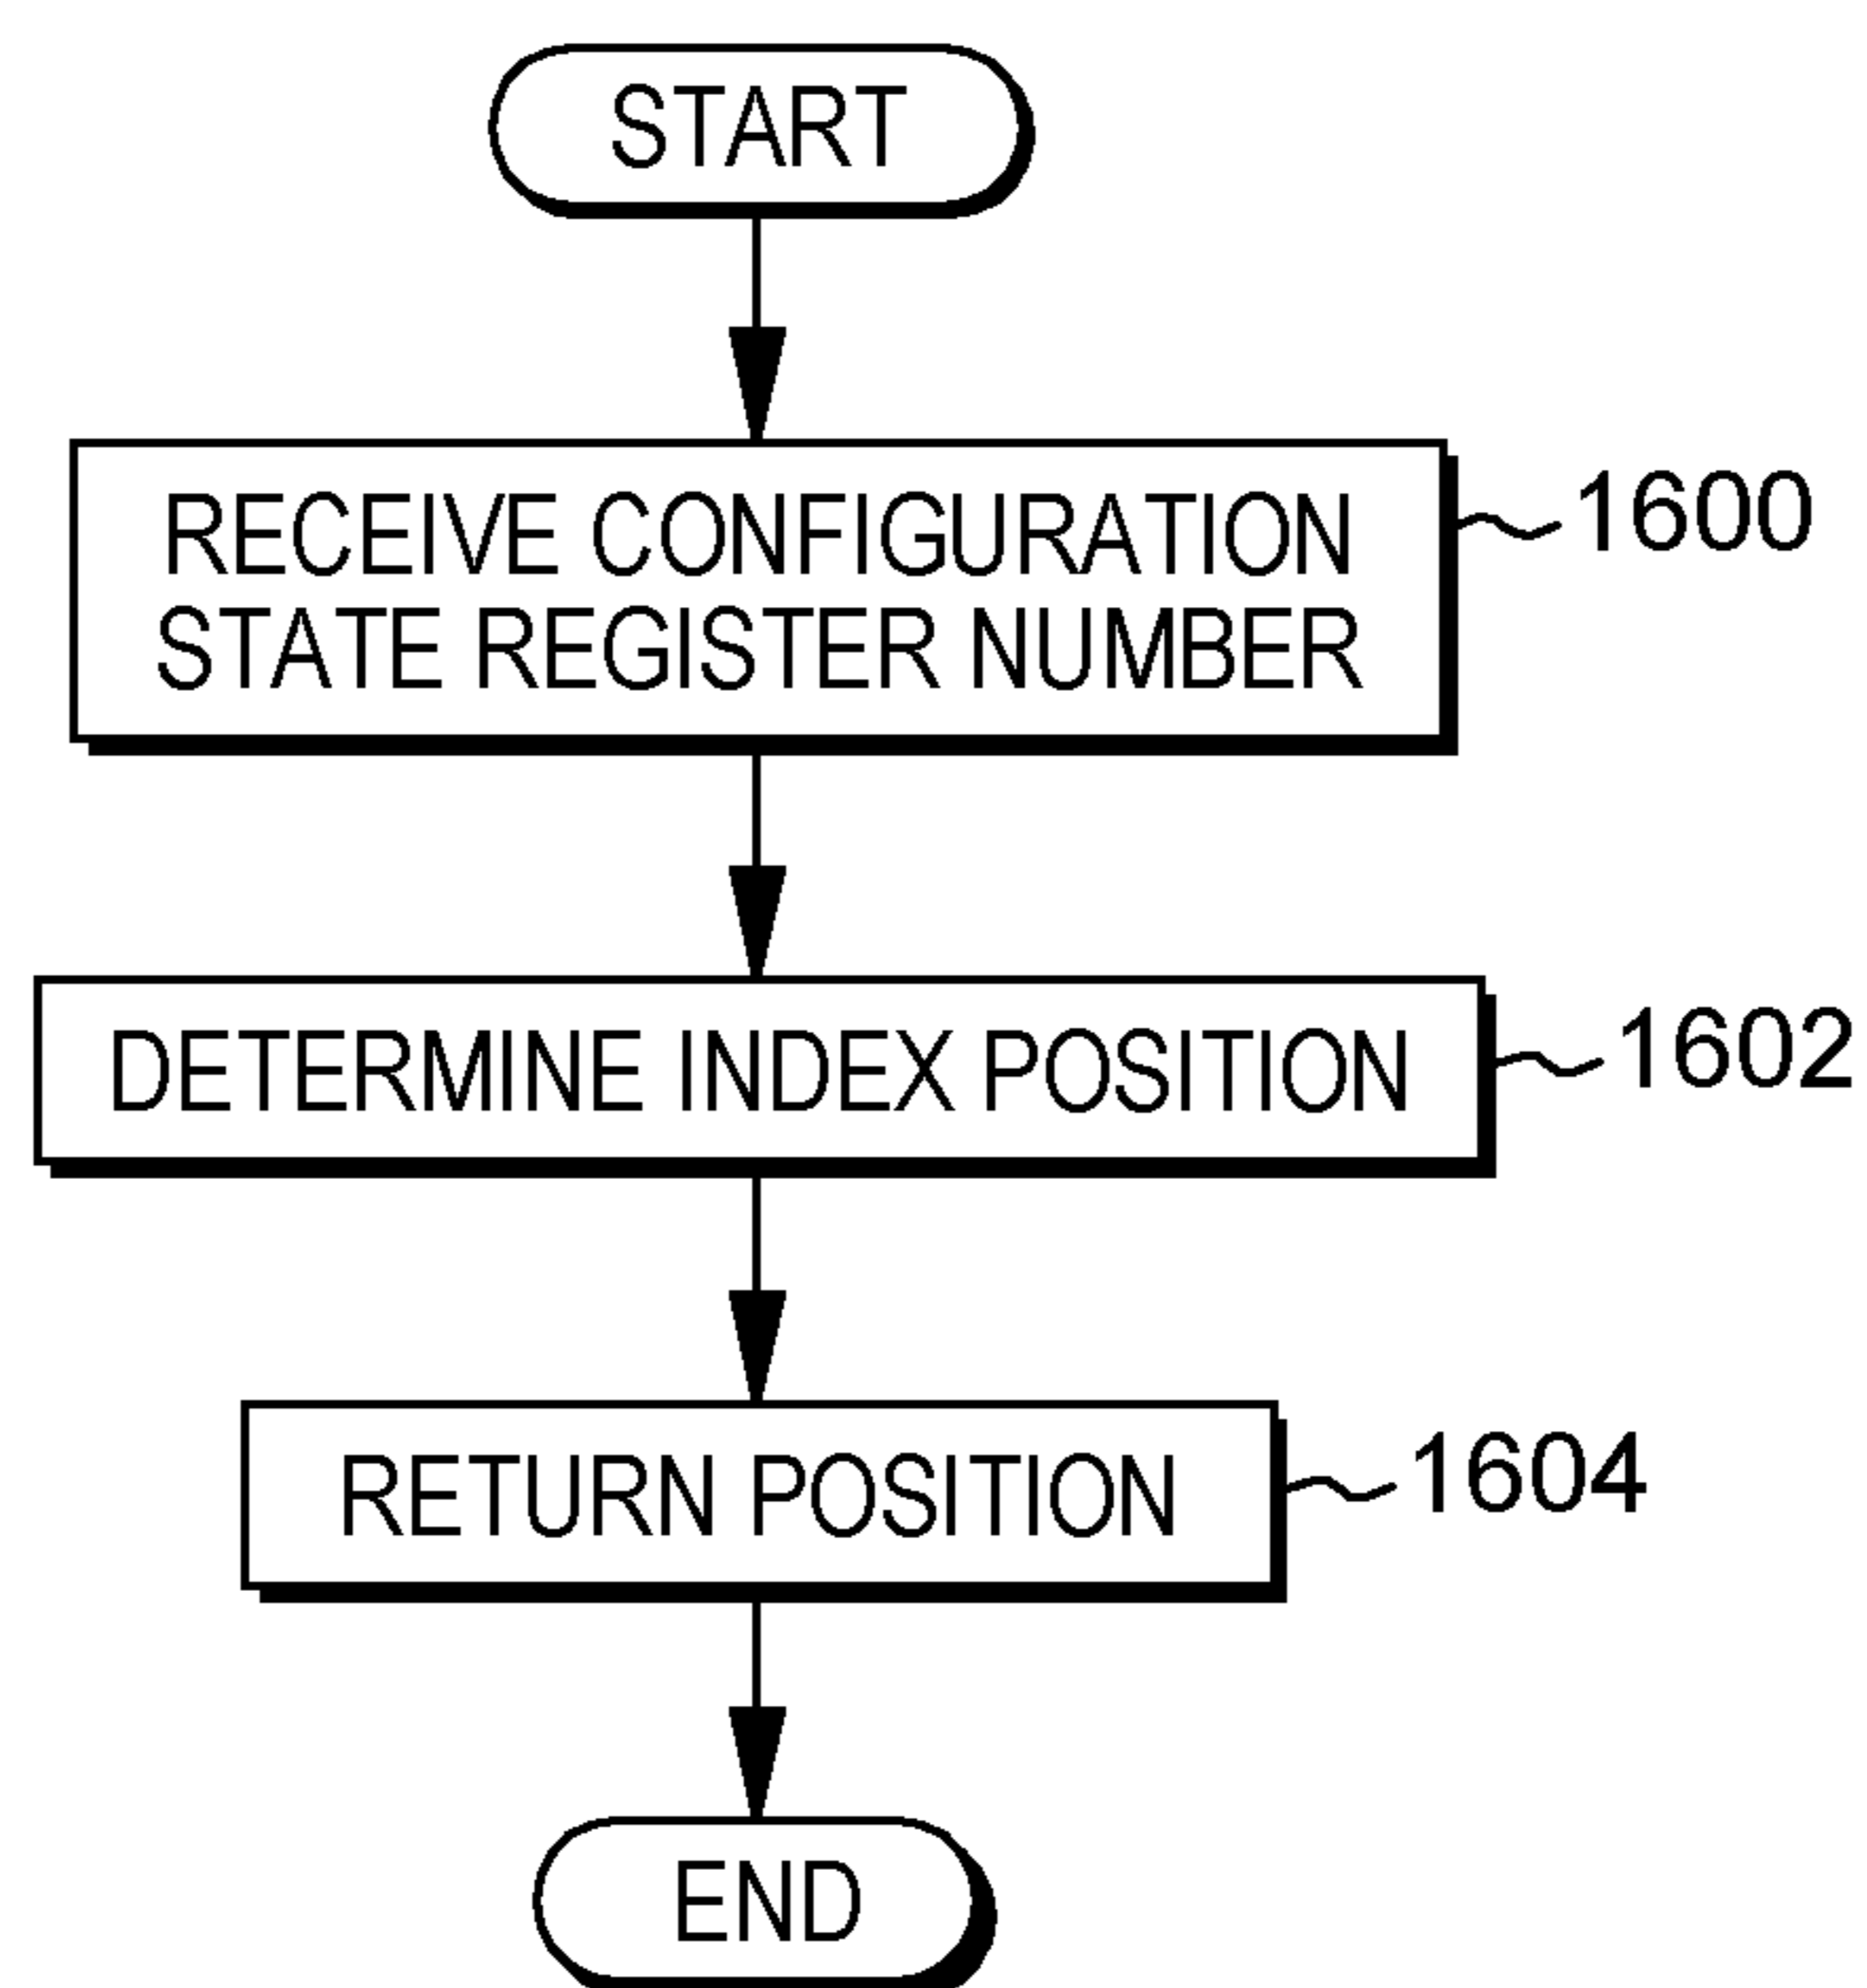 START
RECEIVE CONFIGURATION
STATE REGISTER NUMBER
1600
DETERMINE INDEX POSITION
1602
RETURN POSITION
1604
END